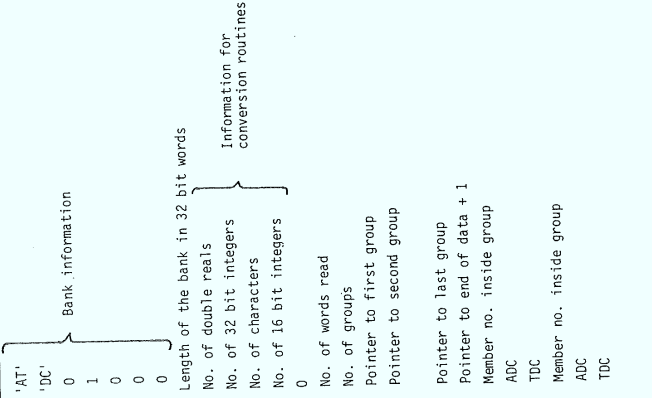 'AT'
'DC'
0
1
0
0
0
Bank information
Length of the bank in 32 bit words
No. of double reals
No. of 32 bit integers
No. of characters
No. of 16 bit integers
Information for
conversion routines
0
No. of words read
No. of groups
Pointer to first group
Pointer to second group
Pointer to last group
Pointer to end of data + 1
Member no. inside group
ADC
TDC
Member no. inside group
ADC
TDC